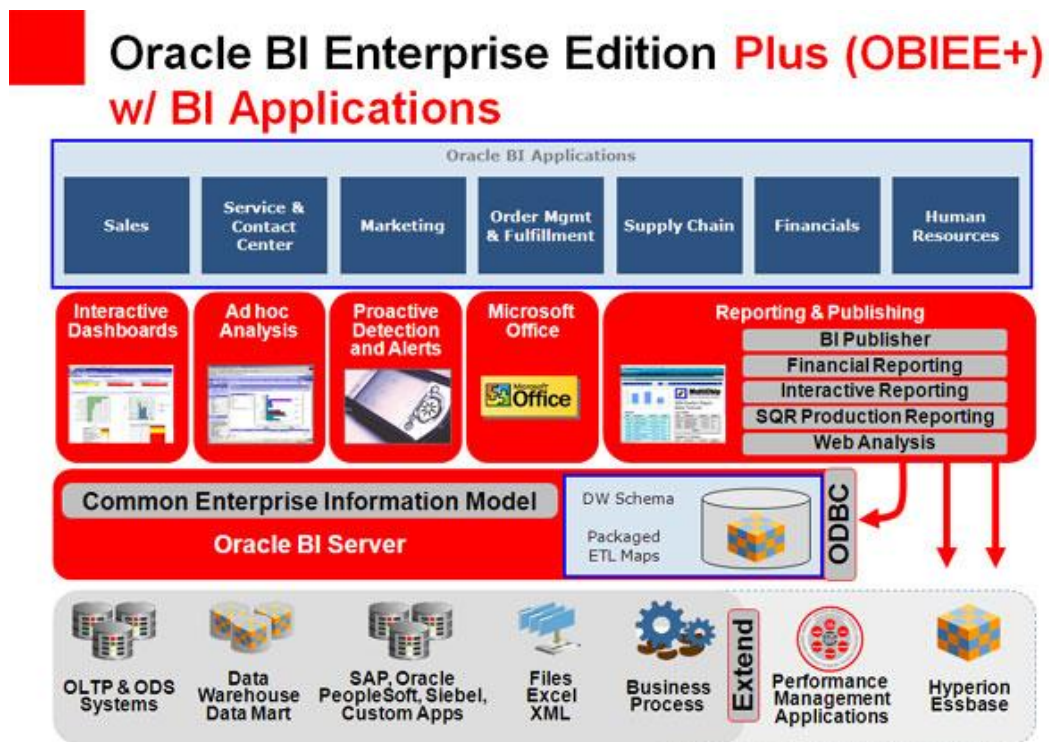 Oracle BI Enterprise Edition Plus (OBIEE+)
w/ BI Applications
Oracle BI Applications
Sales
Service &
Contact
Center
Marketing
Order Mgmt
& Fulfillment
Supply Chain
Financials
Human
Resources
Interactive
Dashboards
Ad hoc
Analysis
Proactive
Detection
and Alerts
Microsoft
Office
Microsoft
Office
Reporting & Publishing
BI Publisher
Financial Reporting
Interactive Reporting
SQR Production Reporting
Web Analysis
Common Enterprise Information Model
Oracle BI Server
DW Schema
Packaged
ETL Maps
ODBC
OLTP & ODS
Systems
Data
Warehouse
Data Mart
SAP, Oracle
PeopleSoft, Siebel,
Custom Apps
Files
Excel
XML
Business
Process
Extend
Performance
Management
Applications
Hyperion
Essbase